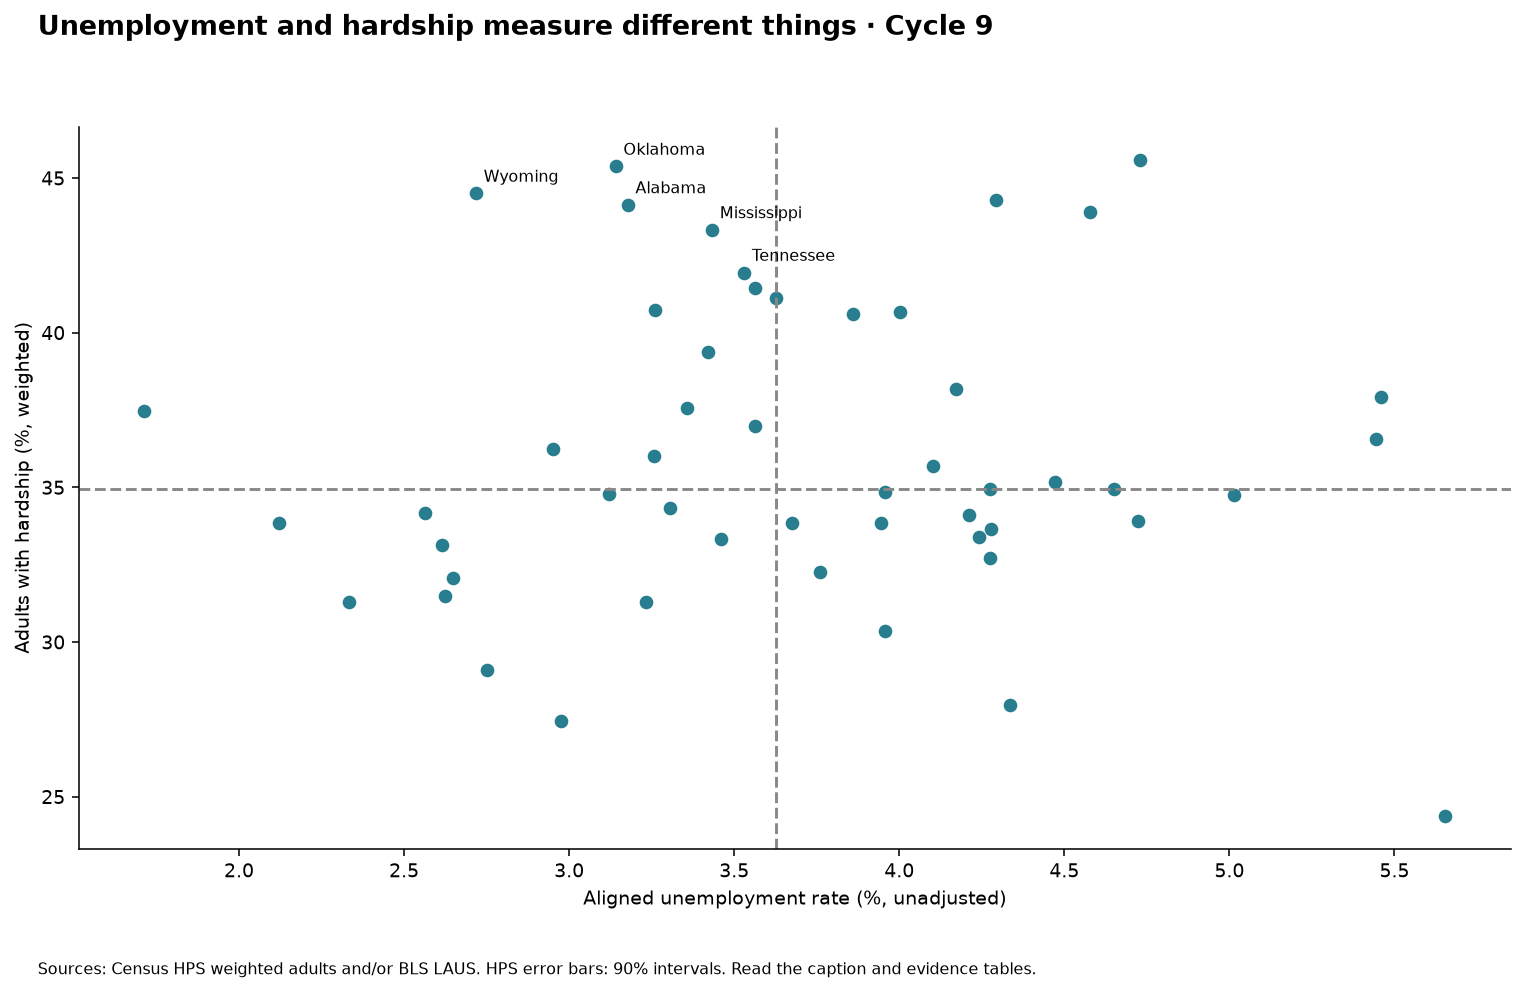 Unemployment and hardship measure different things · Cycle 9
Oklahoma
Wyoming
Alabama
Mississippi
Tennessee
45
40
35
30
25
Adults with hardship (%, weighted)
2.0 2.5 3.0 3.5 4.0 4.5 5.0 5.5
Aligned unemployment rate (%, unadjusted)
Sources: Census HPS weighted adults and/or BLS LAUS. HPS error bars: 90% intervals. Read the caption and evidence tables.